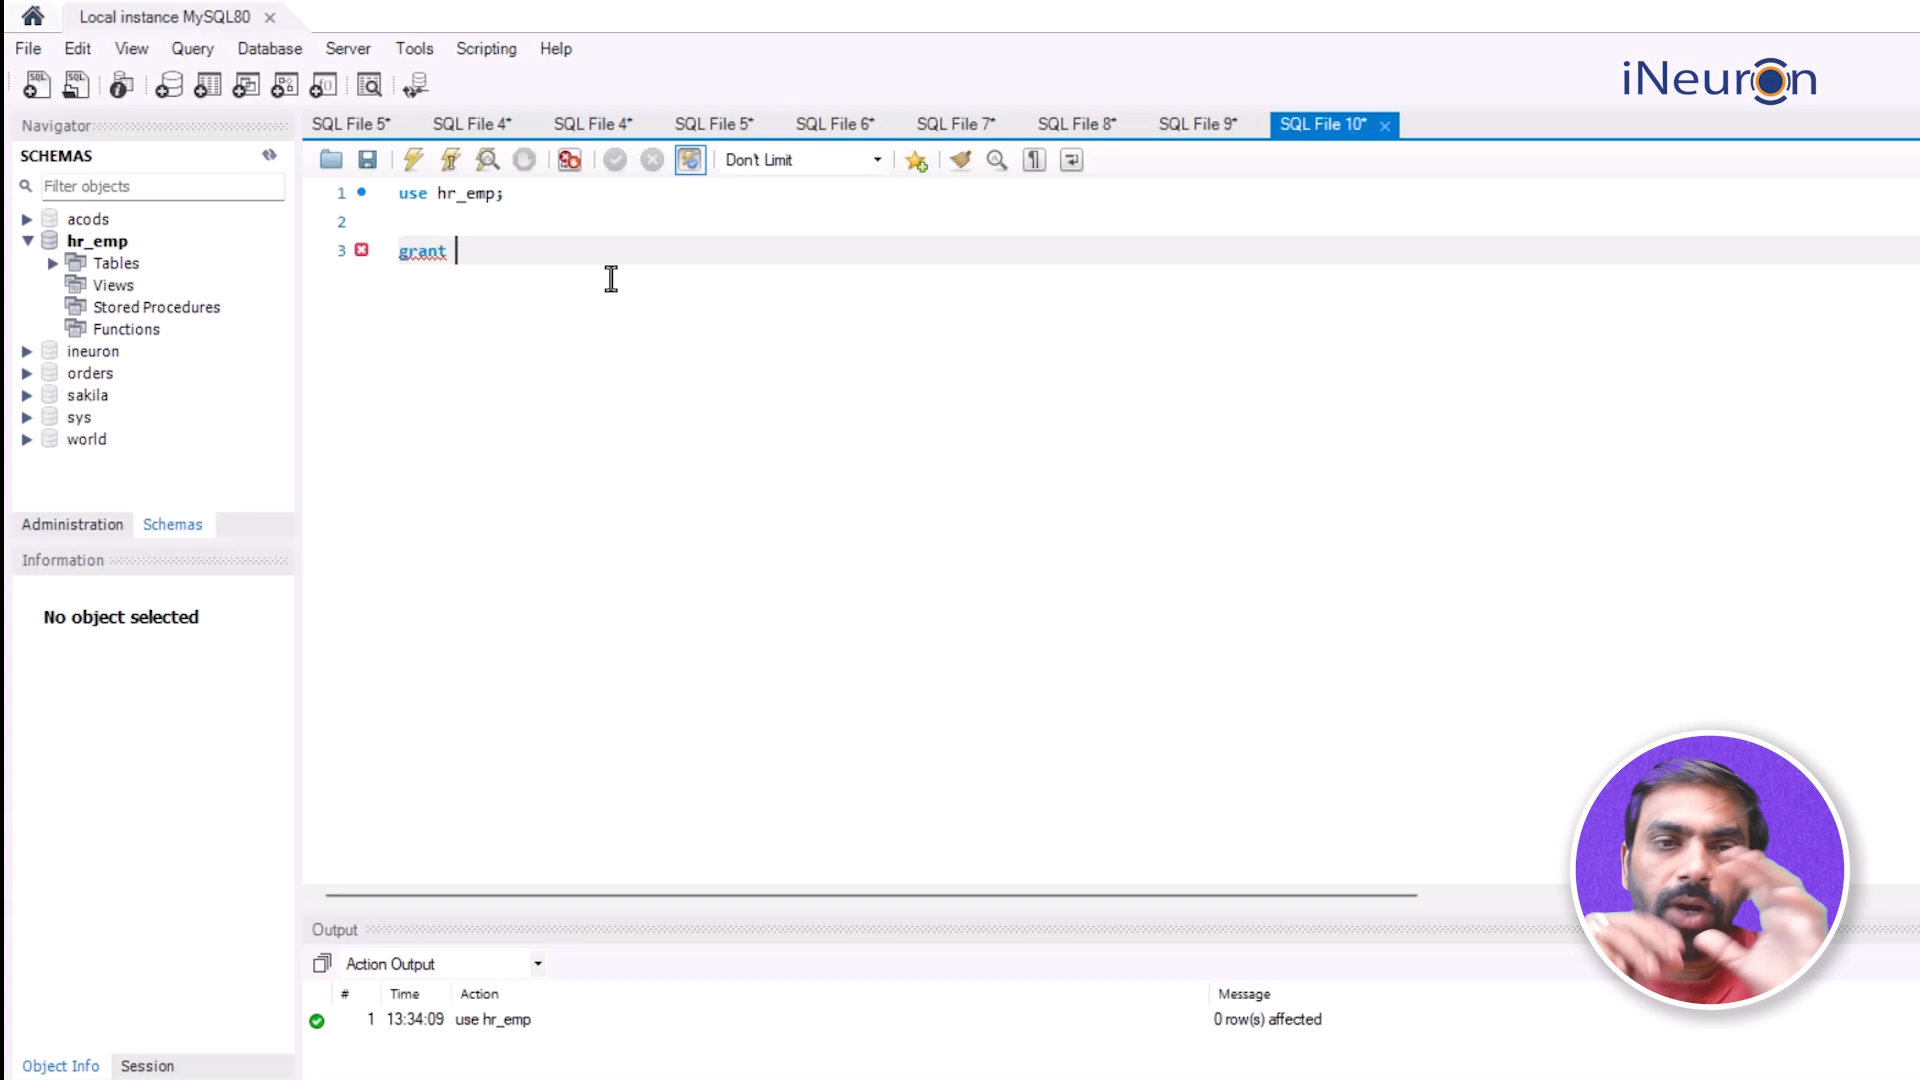 Local instance MySQL80
File Edit View Query Database Server Tools Scripting Help
iNeuron
Navigator
SCHEMAS
Filter objects
acods
hr_emp
Tables
Views
Stored Procedures
Functions
ineuron
orders
sakila
sys
world
Administration Schemas
Information
No object selected
Object Info Session
SQL File 5* SQL File 4* SQL File 4* SQL File 5* SQL File 6* SQL File 7* SQL File 8* SQL File 9* SQL File 10*
Don't Limit
1 use hr_emp;
2
3 grant
Output
Action Output
# Time Action Message
1 13:34:09 use hr_emp 0 row(s) affected